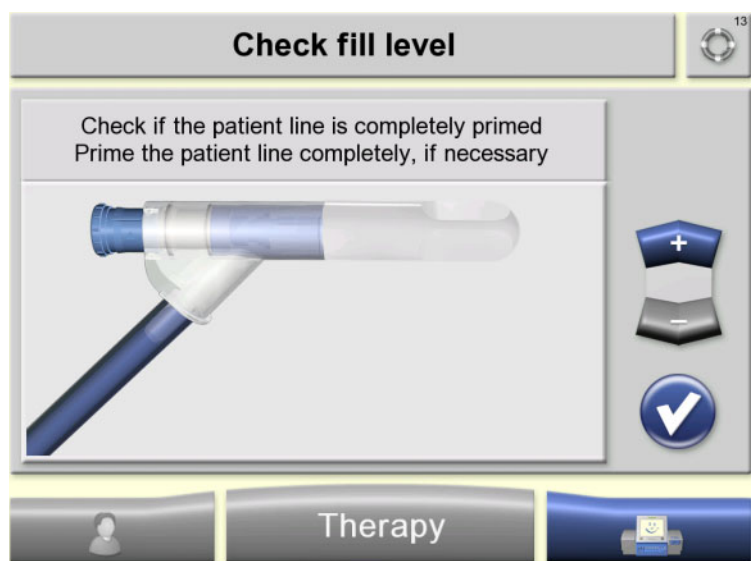 Check fill level
13
Check if the patient line is completely primed
Prime the patient line completely, if necessary
+
−
Therapy